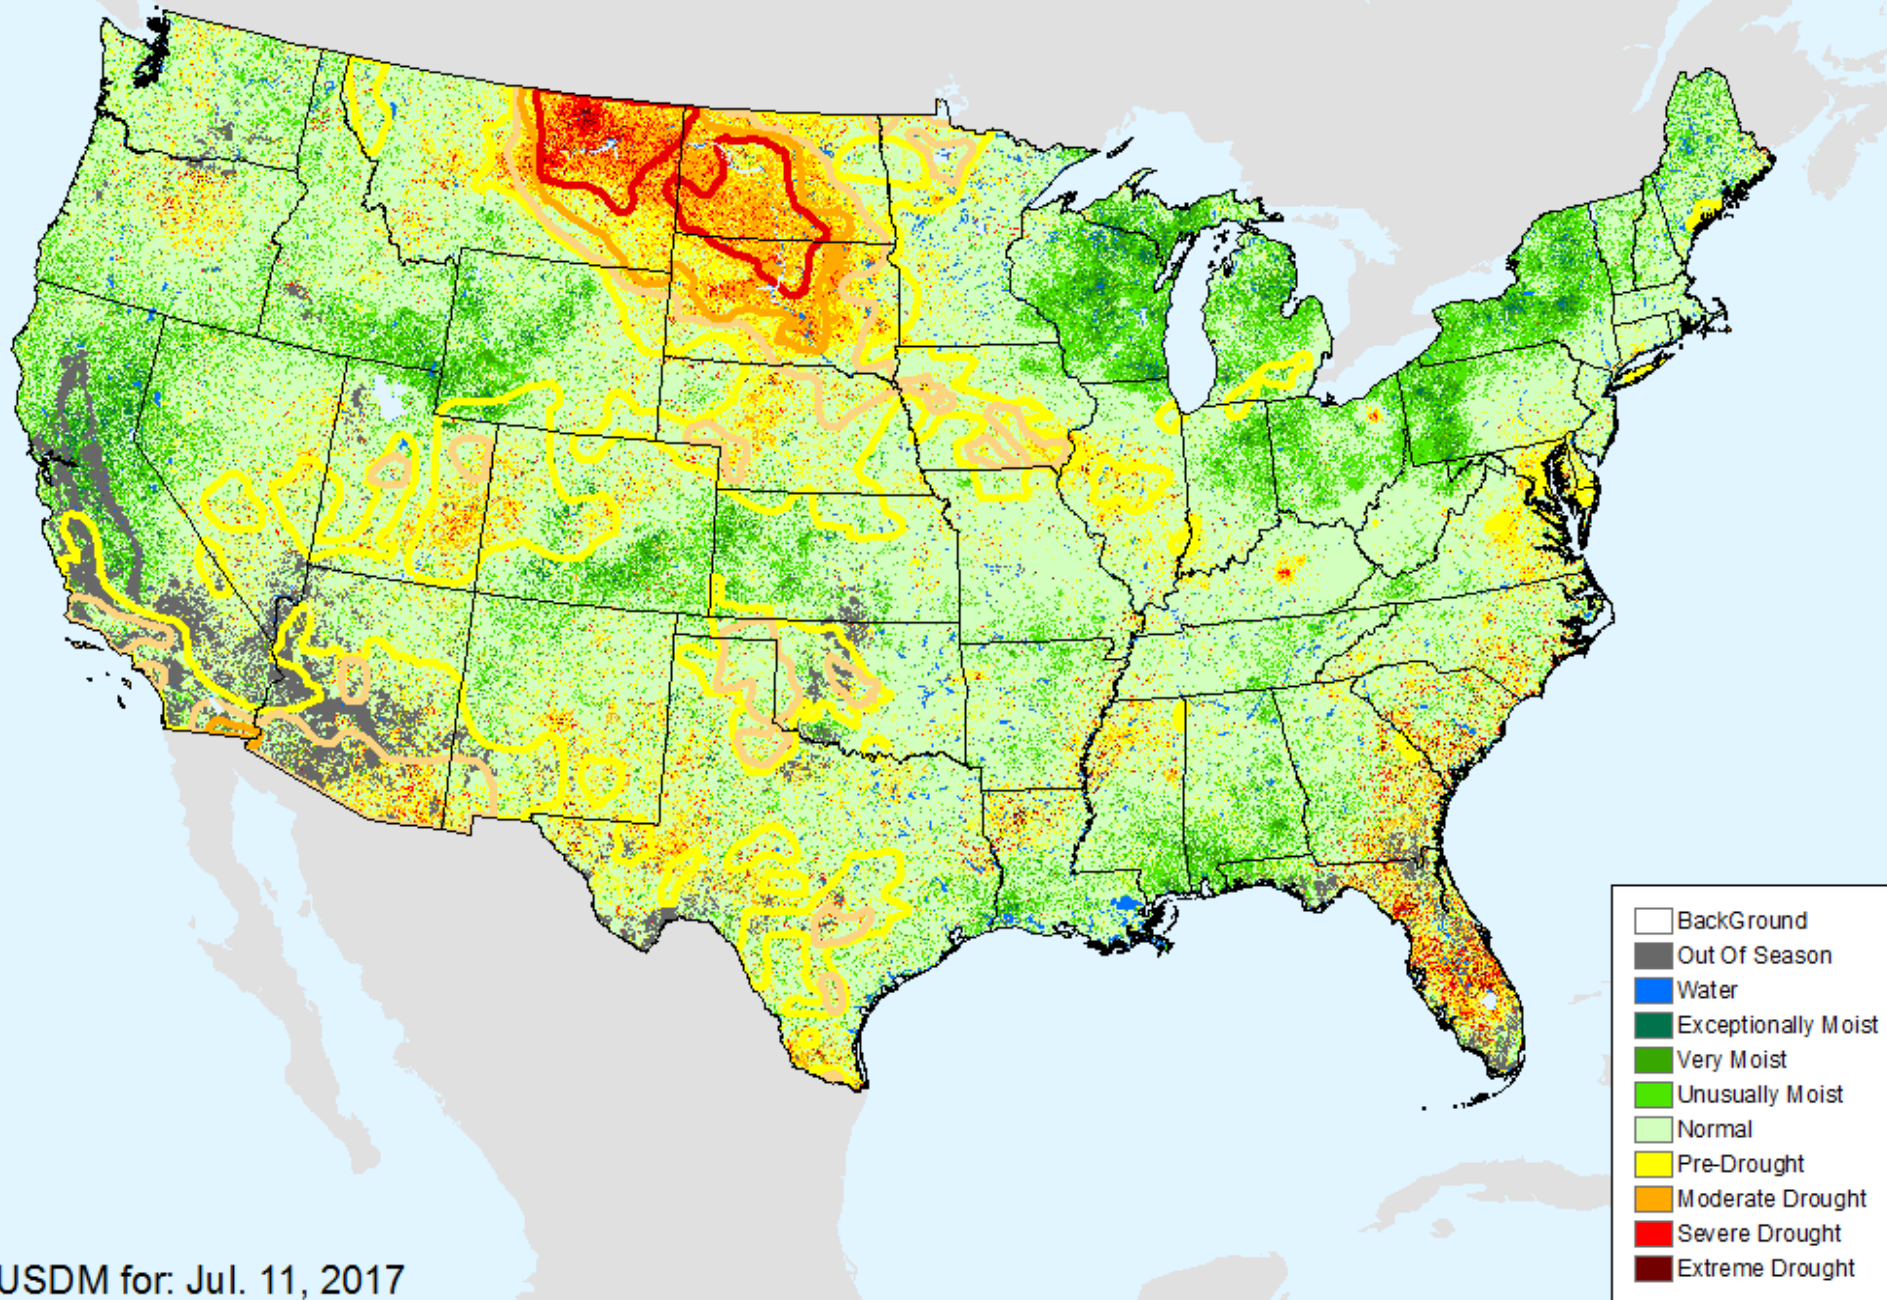 BackGround
Out Of Season
Water
Exceptionally Moist
Very Moist
Unusually Moist
Normal
Pre-Drought
Moderate Drought
Severe Drought
Extreme Drought
USDM for: Jul. 11, 2017